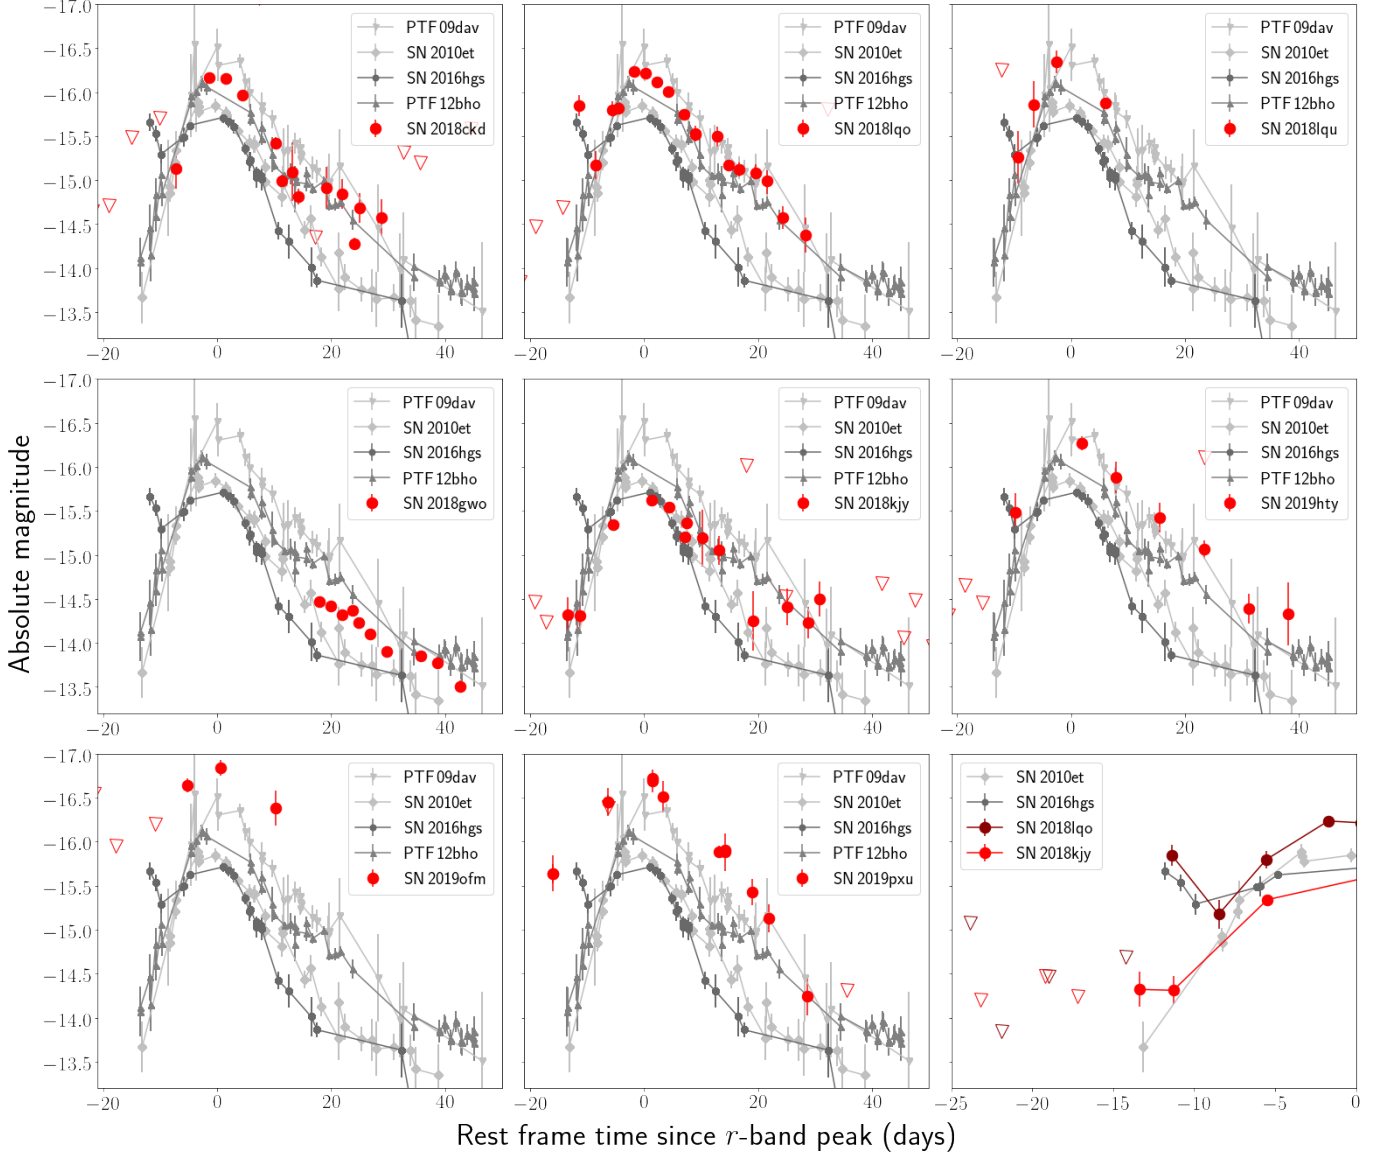 Absolute magnitude
−17.0
−16.5
−16.0
−15.5
−15.0
−14.5
−14.0
−13.5
−20 0 20 40
PTF 09dav
SN 2010et
SN 2016hgs
PTF 12bho
SN 2018ckd
−20 0 20 40
PTF 09dav
SN 2010et
SN 2016hgs
PTF 12bho
SN 2018lqo
−20 0 20 40
PTF 09dav
SN 2010et
SN 2016hgs
PTF 12bho
SN 2018lqu
−17.0
−16.5
−16.0
−15.5
−15.0
−14.5
−14.0
−13.5
−20 0 20 40
PTF 09dav
SN 2010et
SN 2016hgs
PTF 12bho
SN 2018gwo
−20 0 20 40
PTF 09dav
SN 2010et
SN 2016hgs
PTF 12bho
SN 2018kjy
−20 0 20 40
PTF 09dav
SN 2010et
SN 2016hgs
PTF 12bho
SN 2019hty
−17.0
−16.5
−16.0
−15.5
−15.0
−14.5
−14.0
−13.5
−20 0 20 40
PTF 09dav
SN 2010et
SN 2016hgs
PTF 12bho
SN 2019ofm
−20 0 20 40
PTF 09dav
SN 2010et
SN 2016hgs
PTF 12bho
SN 2019pxu
−25 −20 −15 −10 −5 0
SN 2010et
SN 2016hgs
SN 2018lqo
SN 2018kjy
Rest frame time since r-band peak (days)